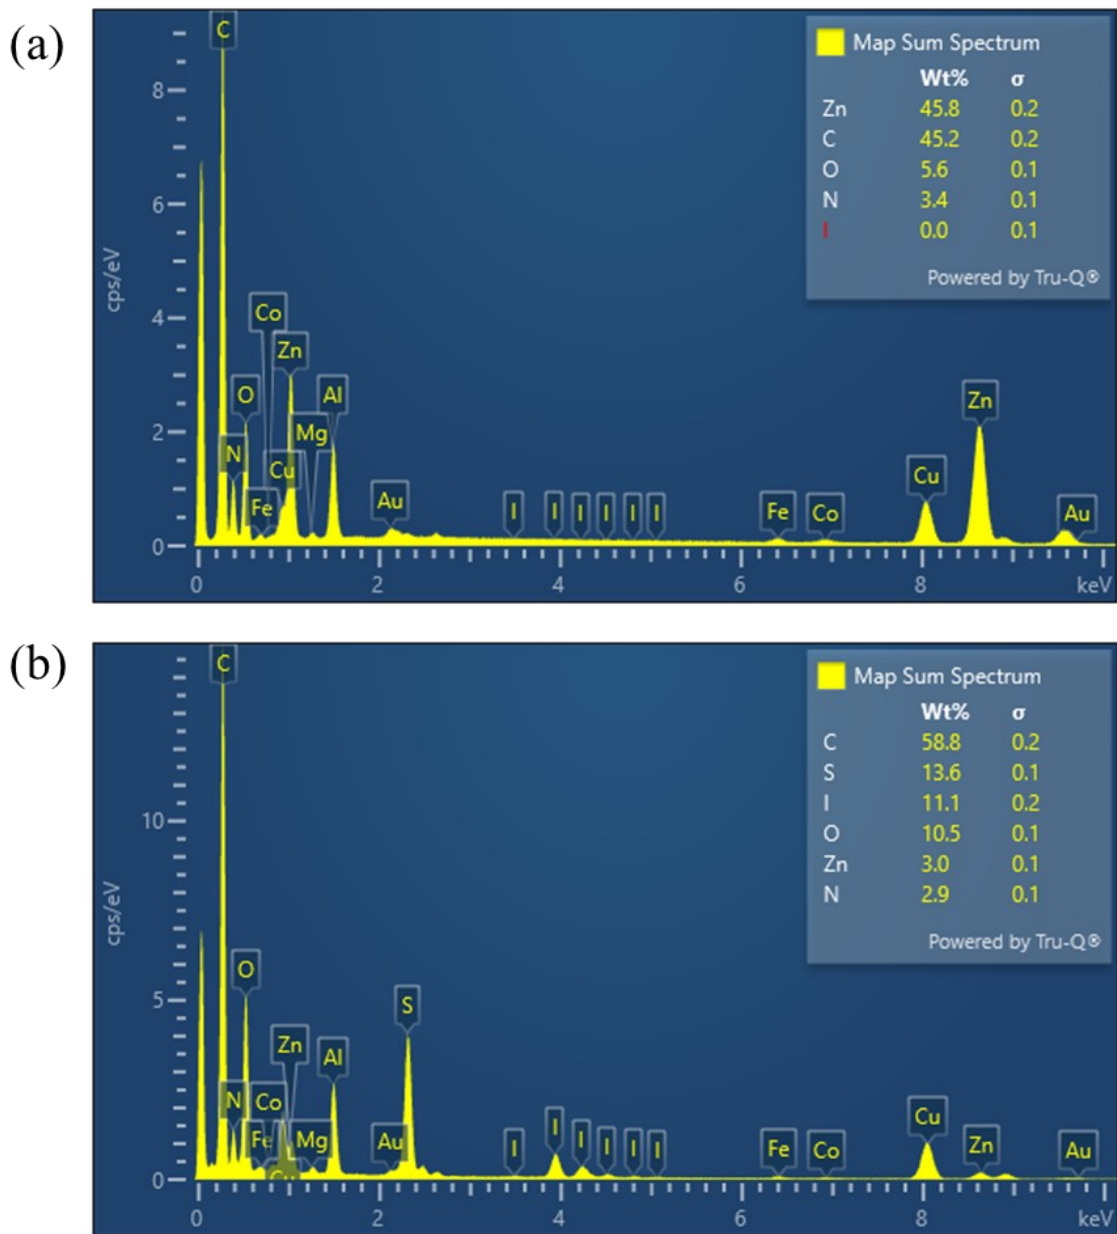 (a)
Map Sum Spectrum
Wt% σ
Zn 45.8 0.2
C 45.2 0.2
O 5.6 0.1
N 3.4 0.1
I 0.0 0.1
Powered by Tru-Q®
cps/eV
8
6
4
2
0
C
Co
Zn
O
Al
Mg
N
Cu
Fe
Au
I I I I I I
Fe
Co
Cu
Zn
Au
0 2 4 6 8 keV
(b)
Map Sum Spectrum
Wt% σ
C 58.8 0.2
S 13.6 0.1
I 11.1 0.2
O 10.5 0.1
Zn 3.0 0.1
N 2.9 0.1
Powered by Tru-Q®
cps/eV
10
5
0
C
O
Zn
Al
S
N
Co
Fe
Mg
Au
I I I I I I
Fe
Co
Cu
Zn
Au
0 2 4 6 8 keV